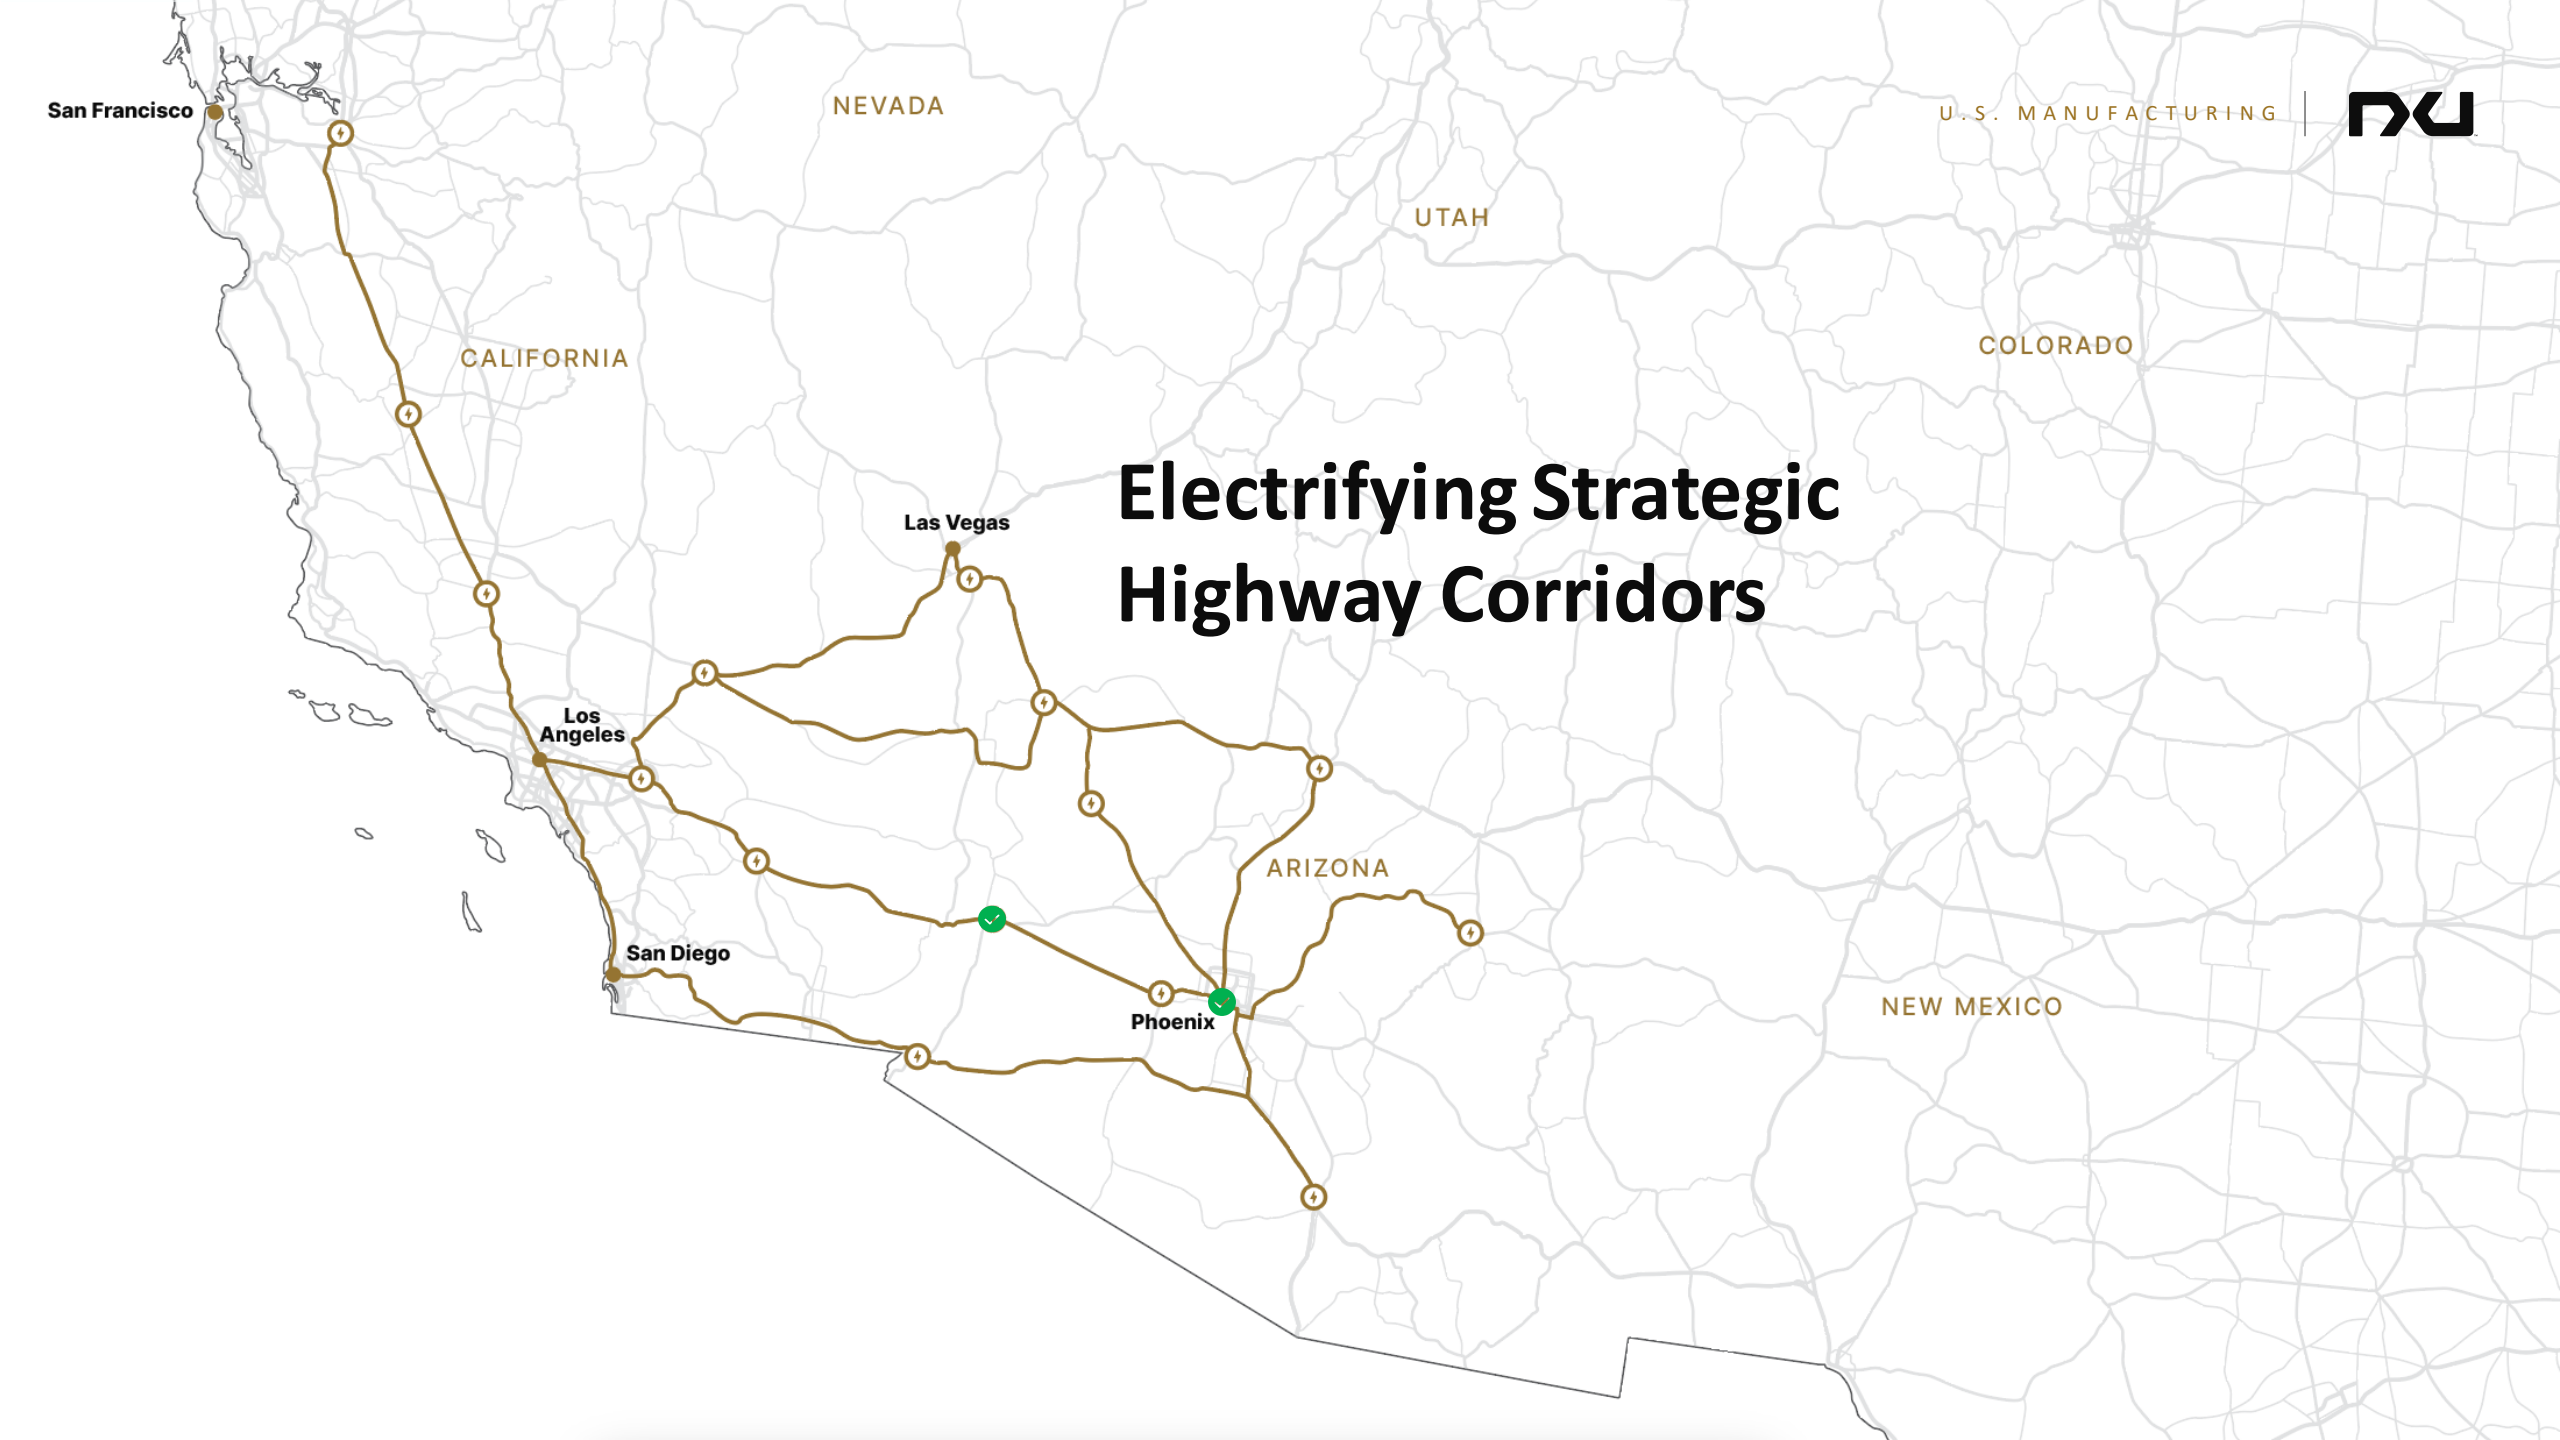 San Francisco
NEVADA
U.S. MANUFACTURING
nxu
UTAH
CALIFORNIA
COLORADO
Electrifying Strategic
Highway Corridors
Las Vegas
Los
Angeles
ARIZONA
San Diego
Phoenix
NEW MEXICO